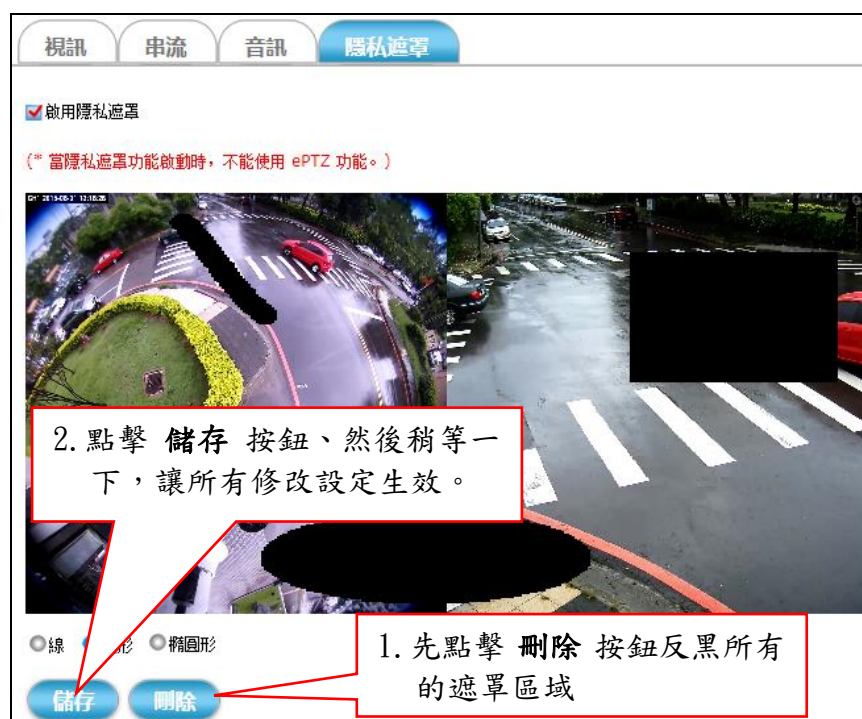 視訊 串流 音訊 隱私遮罩
啟用隱私遮罩
(* 當隱私遮罩功能啟動時，不能使用 ePTZ 功能。)
2.點擊 儲存 按鈕、然後稍等一
下，讓所有修改設定生效。
線 形 橢圓形
1.先點擊 刪除 按鈕反黑所有
的遮罩區域
儲存 刪除